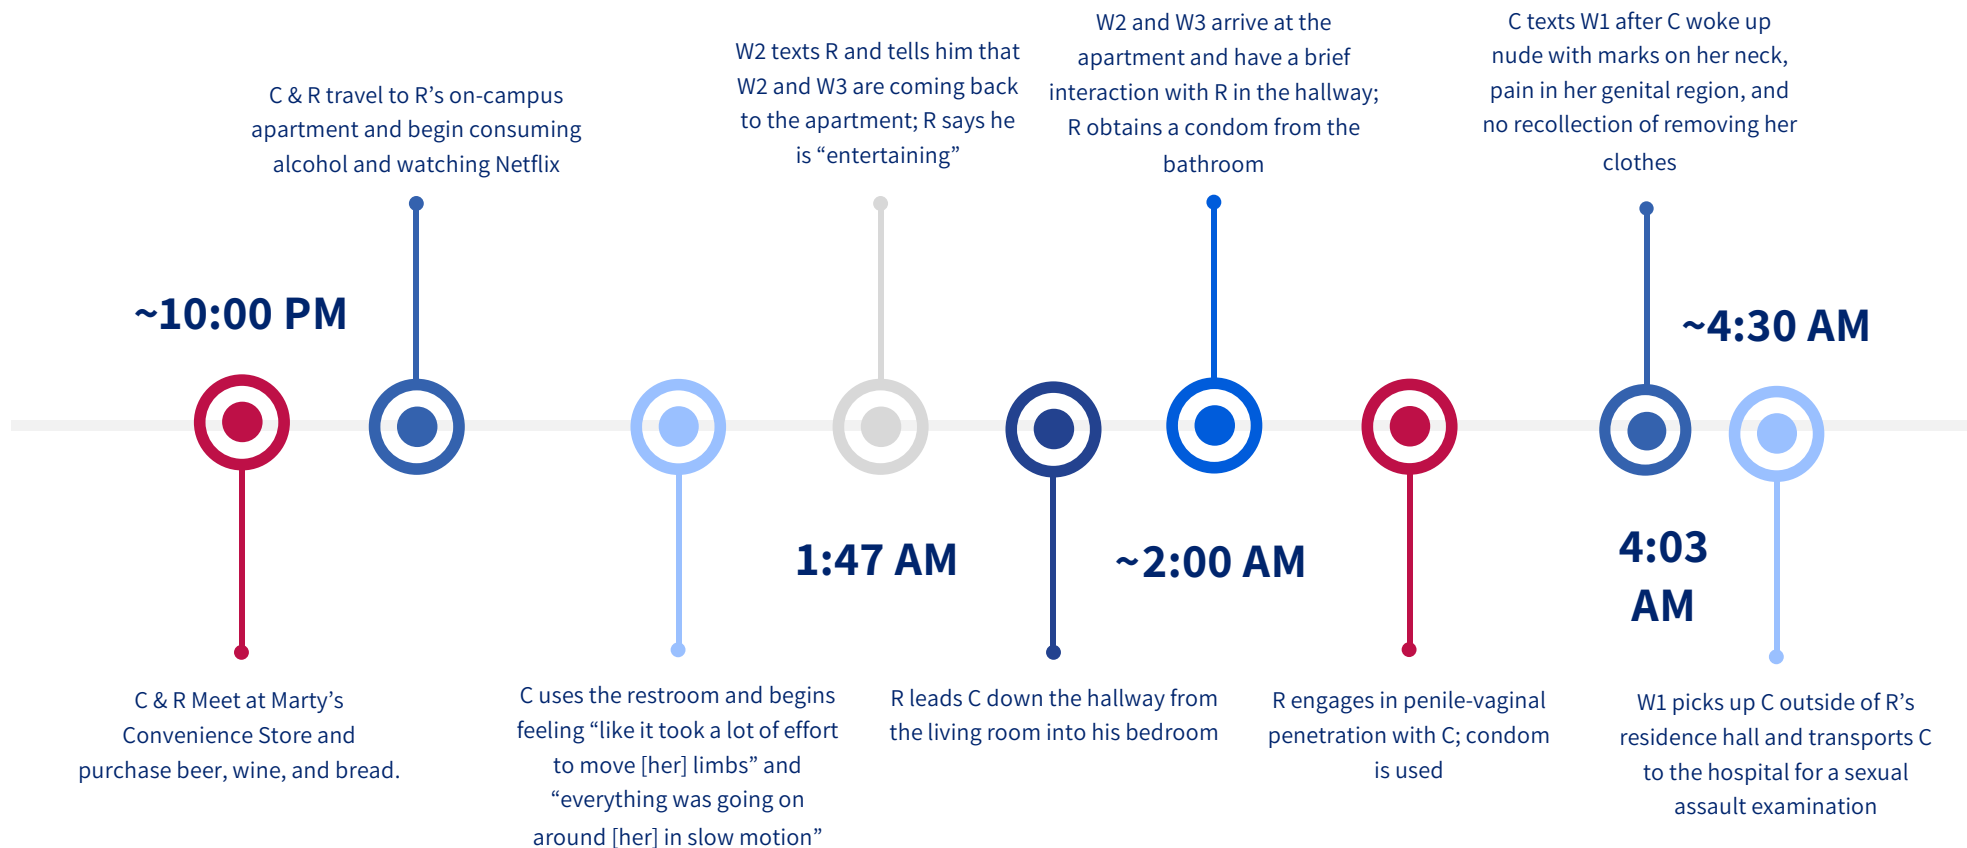 ~10:00 PM
C & R Meet at Marty’s
Convenience Store and
purchase beer, wine, and bread.
C & R travel to R’s on-campus
apartment and begin consuming
alcohol and watching Netflix
C uses the restroom and begins
feeling “like it took a lot of effort
to move [her] limbs” and
“everything was going on
around [her] in slow motion”
W2 texts R and tells him that
W2 and W3 are coming back
to the apartment; R says he
is “entertaining”
1:47 AM
R leads C down the hallway from
the living room into his bedroom
W2 and W3 arrive at the
apartment and have a brief
interaction with R in the hallway;
R obtains a condom from the
bathroom
~2:00 AM
R engages in penile-vaginal
penetration with C; condom
is used
C texts W1 after C woke up
nude with marks on her neck,
pain in her genital region, and
no recollection of removing her
clothes
4:03
AM
~4:30 AM
W1 picks up C outside of R’s
residence hall and transports C
to the hospital for a sexual
assault examination